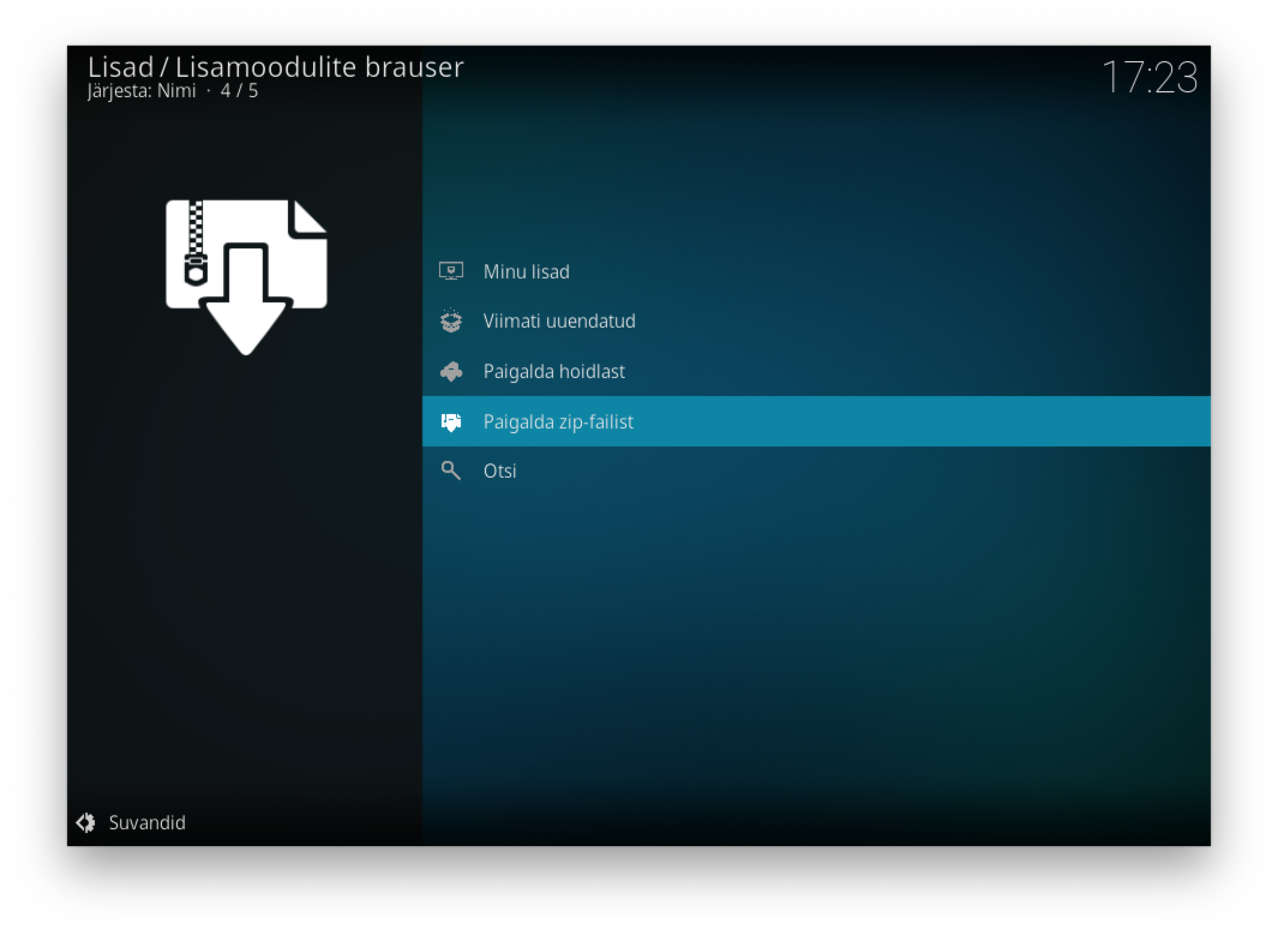 Lisad / Lisamoodulite brauser
Järjesta: Nimi · 4 / 5
17:23
Minu lisad
Viimati uuendatud
Paigalda hoidlast
Paigalda zip-failist
Otsi
Suvandid